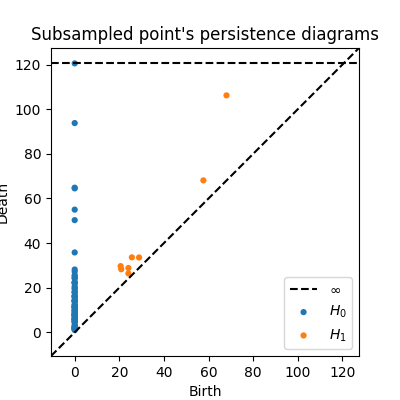 Subsampled point's persistence diagrams
Death
120
100
80
60
40
20
0
∞
H₀
H₁
0 20 40 60 80 100 120
Birth